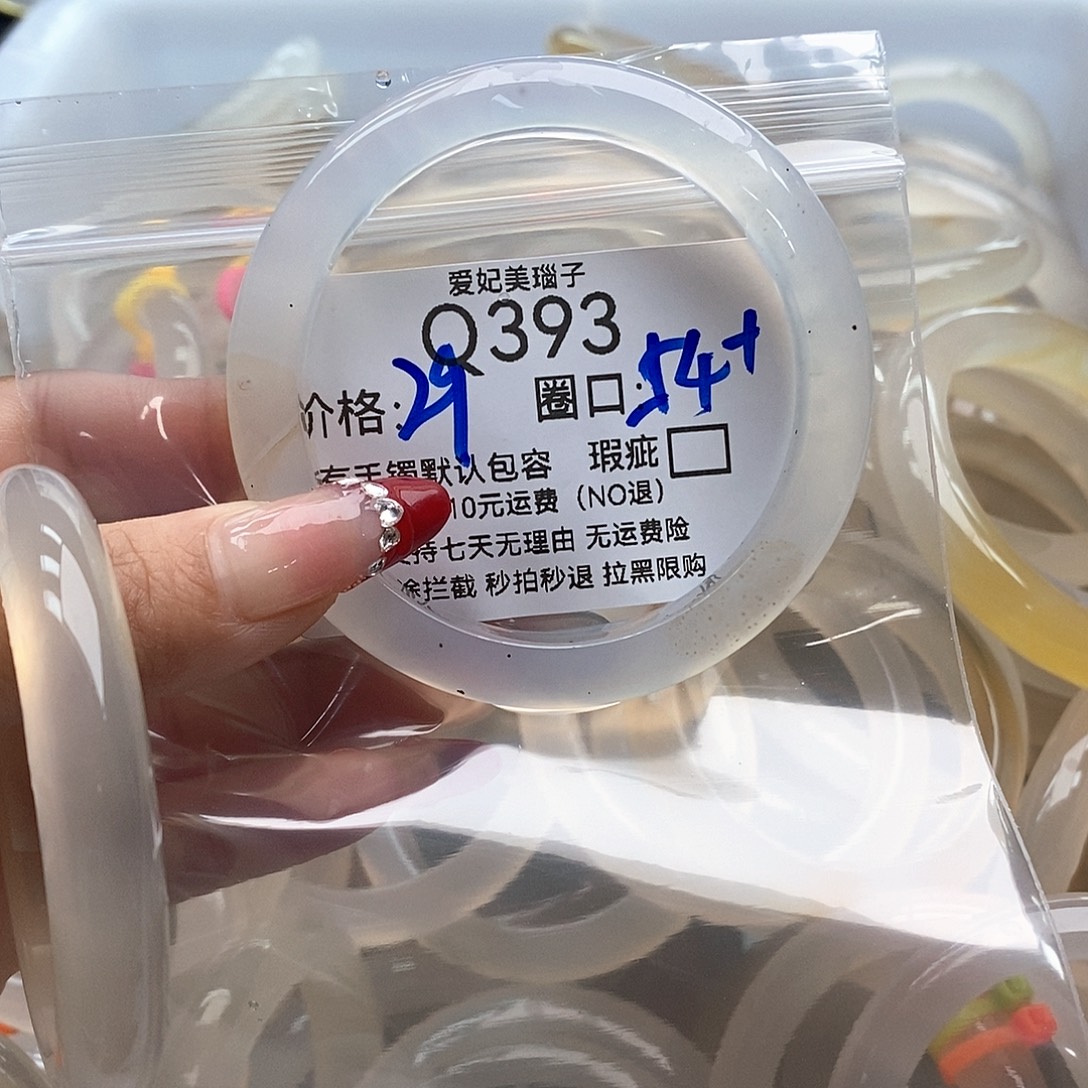 爱妃美瑙子
Q393
价格:29 圈口:54+
有手镯默认包容 瑕疵
10元运费（NO退）
支持七天无理由 无运费险
途拦截 秒拍秒退 拉黑限购